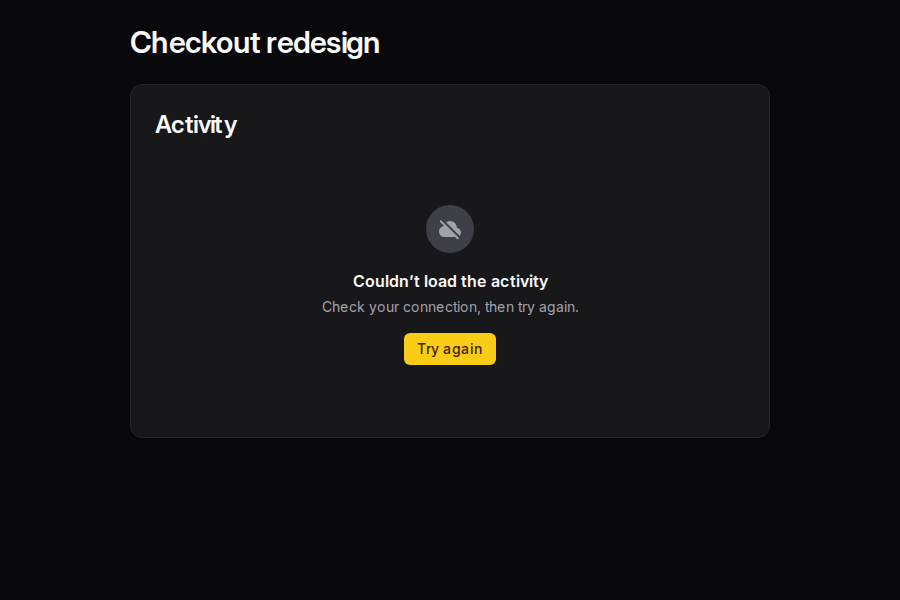 Checkout redesign
Activity
Couldn’t load the activity
Check your connection, then try again.
Try again